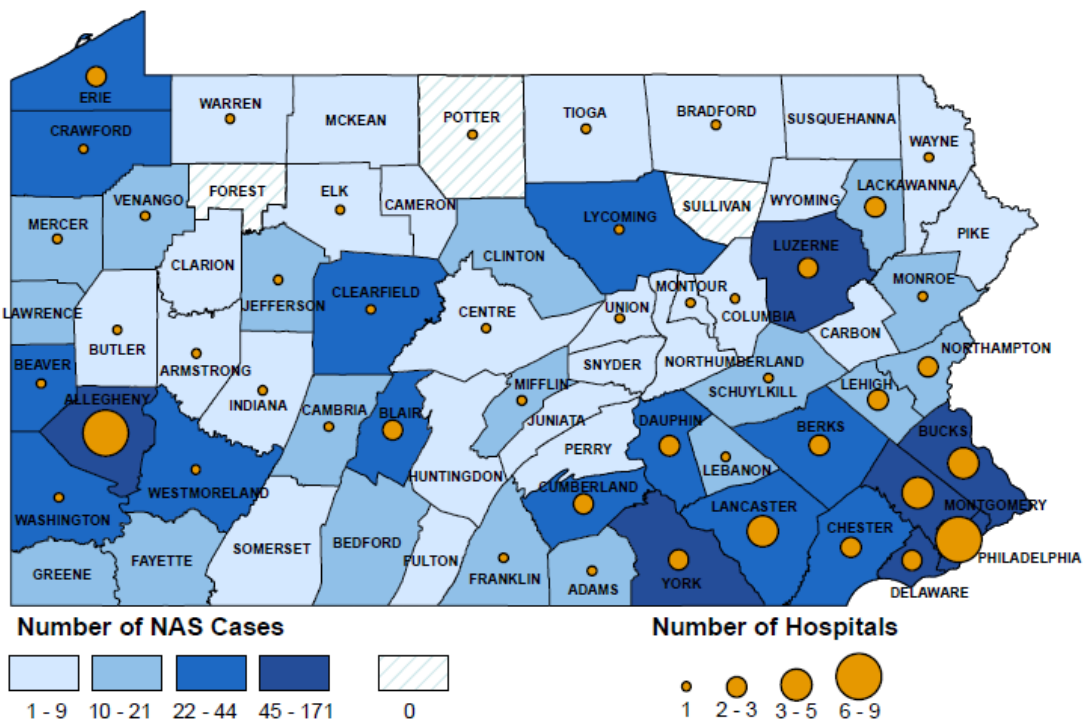 ERIE
WARREN
MCKEAN
POTTER
TIOGA
BRADFORD
SUSQUEHANNA
WAYNE
CRAWFORD
FOREST
ELK
CAMERON
SULLIVAN
WYOMING
LACKAWANNA
VENANGO
MERCER
LYCOMING
PIKE
CLARION
CLINTON
LUZERNE
MONROE
JEFFERSON
CLEARFIELD
CENTRE
UNION
MONTOUR
COLUMBIA
LAWRENCE
BUTLER
CARBON
ARMSTRONG
SNYDER
NORTHUMBERLAND
NORTHAMPTON
BEAVER
INDIANA
MIFFLIN
SCHUYLKILL
LEHIGH
ALLEGHENY
CAMBRIA
BLAIR
JUNIATA
DAUPHIN
BERKS
BUCKS
PERRY
LEBANON
HUNTINGDON
WESTMORELAND
CUMBERLAND
LANCASTER
MONTGOMERY
WASHINGTON
CHESTER
SOMERSET
BEDFORD
FULTON
PHILADELPHIA
GREENE
FAYETTE
FRANKLIN
ADAMS
YORK
DELAWARE
Number of NAS Cases
1 - 9 10 - 21 22 - 44 45 - 171 0
Number of Hospitals
1 2 - 3 3 - 5 6 - 9